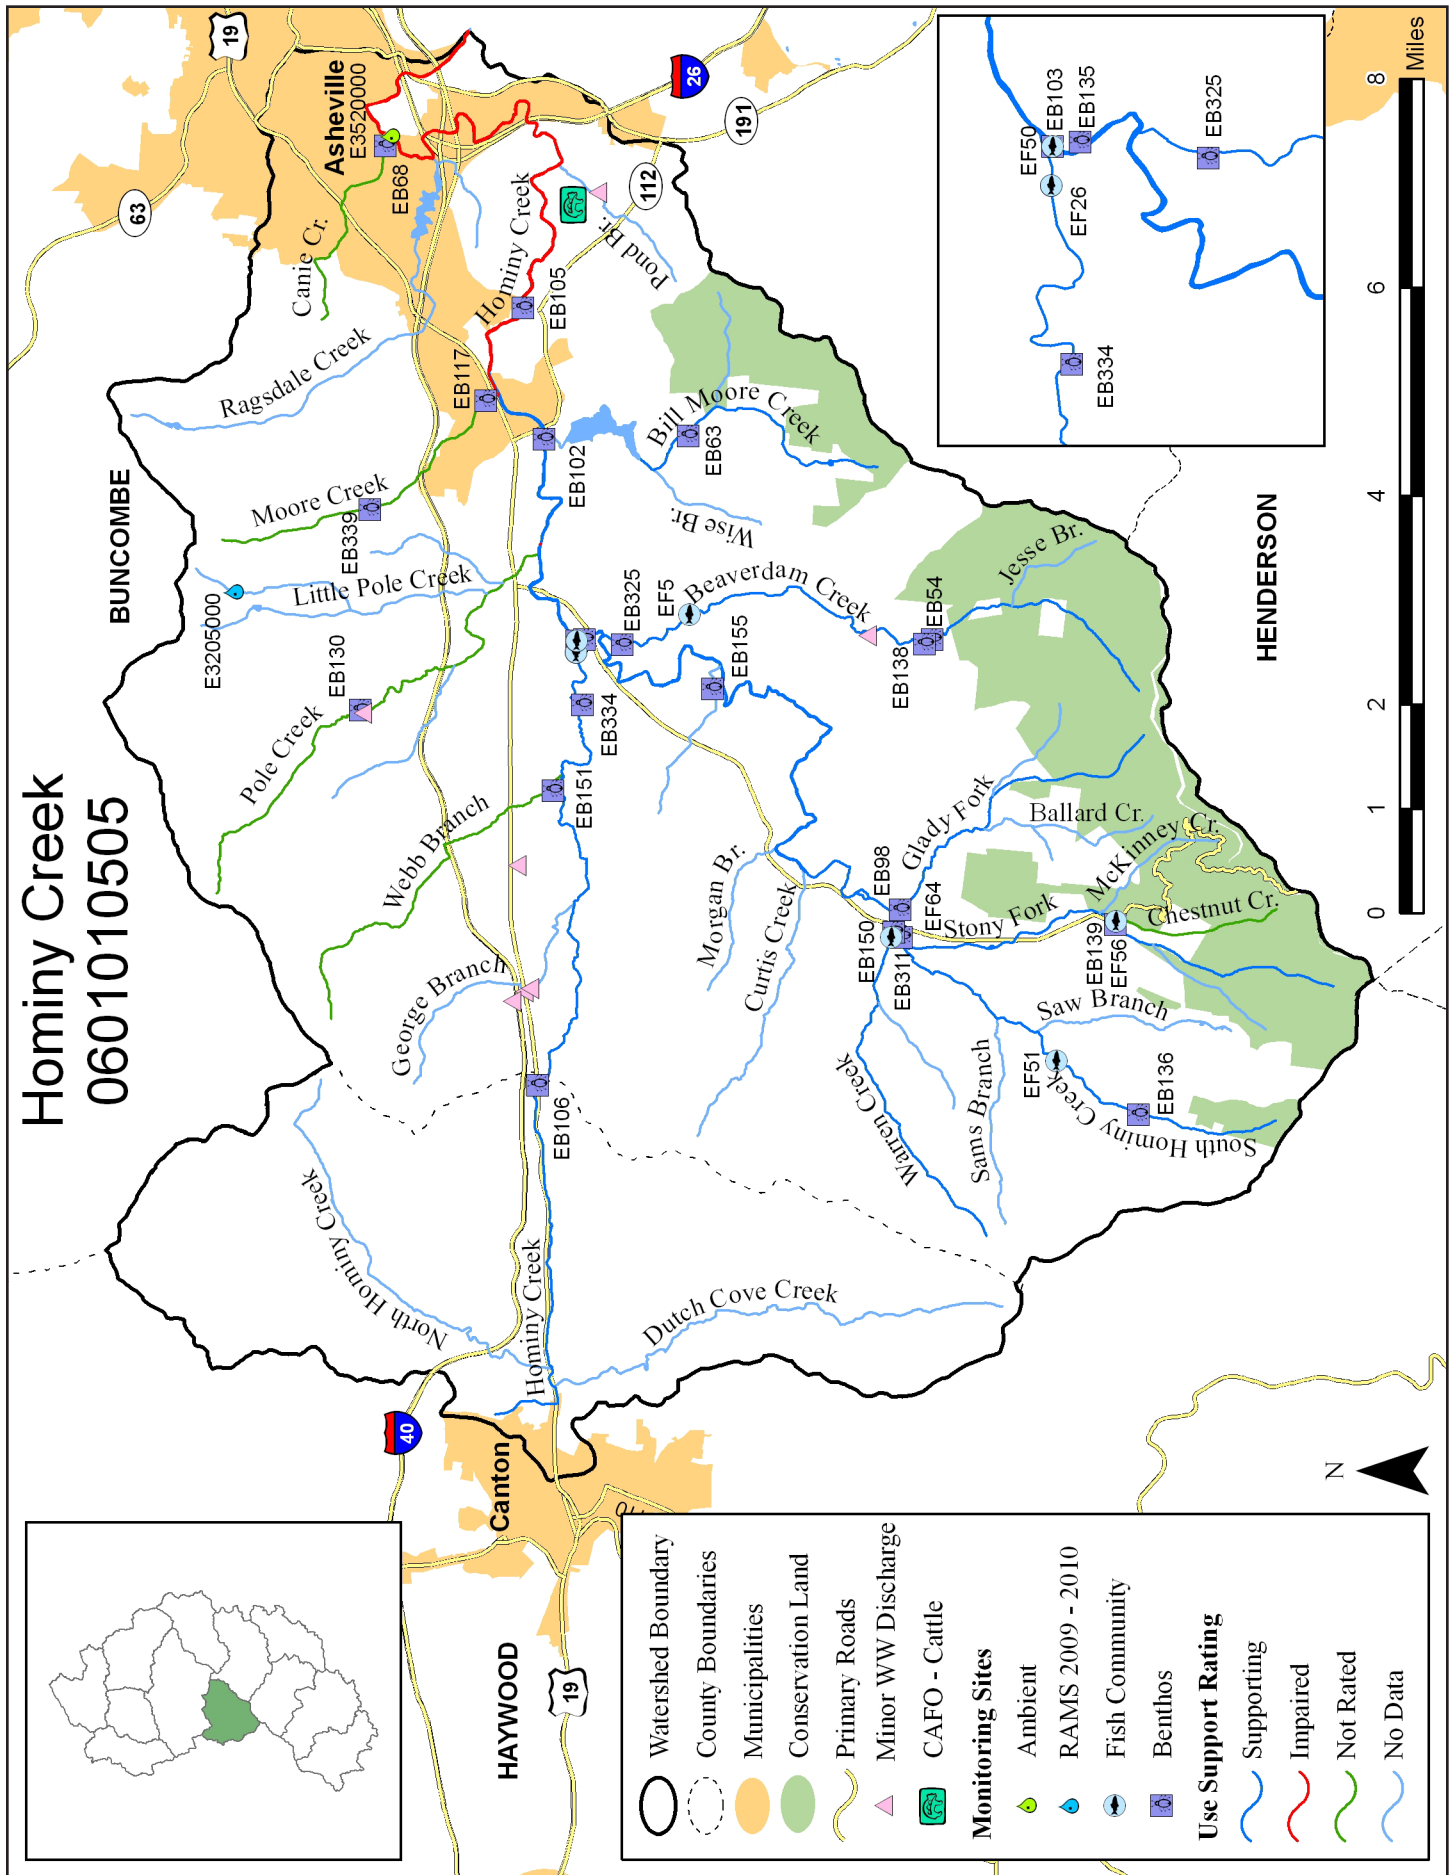 Hominy Creek
0601010505
BUNCOMBE
HAYWOOD
HENDERSON
Asheville
Canton
E3520000
EB68
E3205000
19
63
26
191
112
40
19
Canie Cr.
Ragsdale Creek
Moore Creek
Little Pole Creek
Pole Creek
Webb Branch
George Branch
North Hominy Creek
Hominy Creek
Hominy Creek
Dutch Cove Creek
Pond Br.
Bill Moore Creek
Wise Br.
Beaverdam Creek
Jesse Br.
Glady Fork
Ballard Cr.
McKinney Cr.
Chestnut Cr.
Stony Fork
Morgan Br.
Curtis Creek
Saw Branch
Sams Branch
Warren Creek
South Hominy Creek
EB117
EB105
EB102
EB63
EB339
EB130
EB325
EF5
EB155
EB54
EB138
EB334
EB151
EB106
EB98
EF64
EB150
EB311
EB139
EF56
EF51
EB136
EF50
EB103
EB135
EF26
EB325
EB334
Watershed Boundary
County Boundaries
Municipalities
Conservation Land
Primary Roads
Minor WW Discharge
CAFO - Cattle
Monitoring Sites
Ambient
RAMS 2009 - 2010
Fish Community
Benthos
Use Support Rating
Supporting
Impaired
Not Rated
No Data
N
0 1 2 4 6 8
Miles